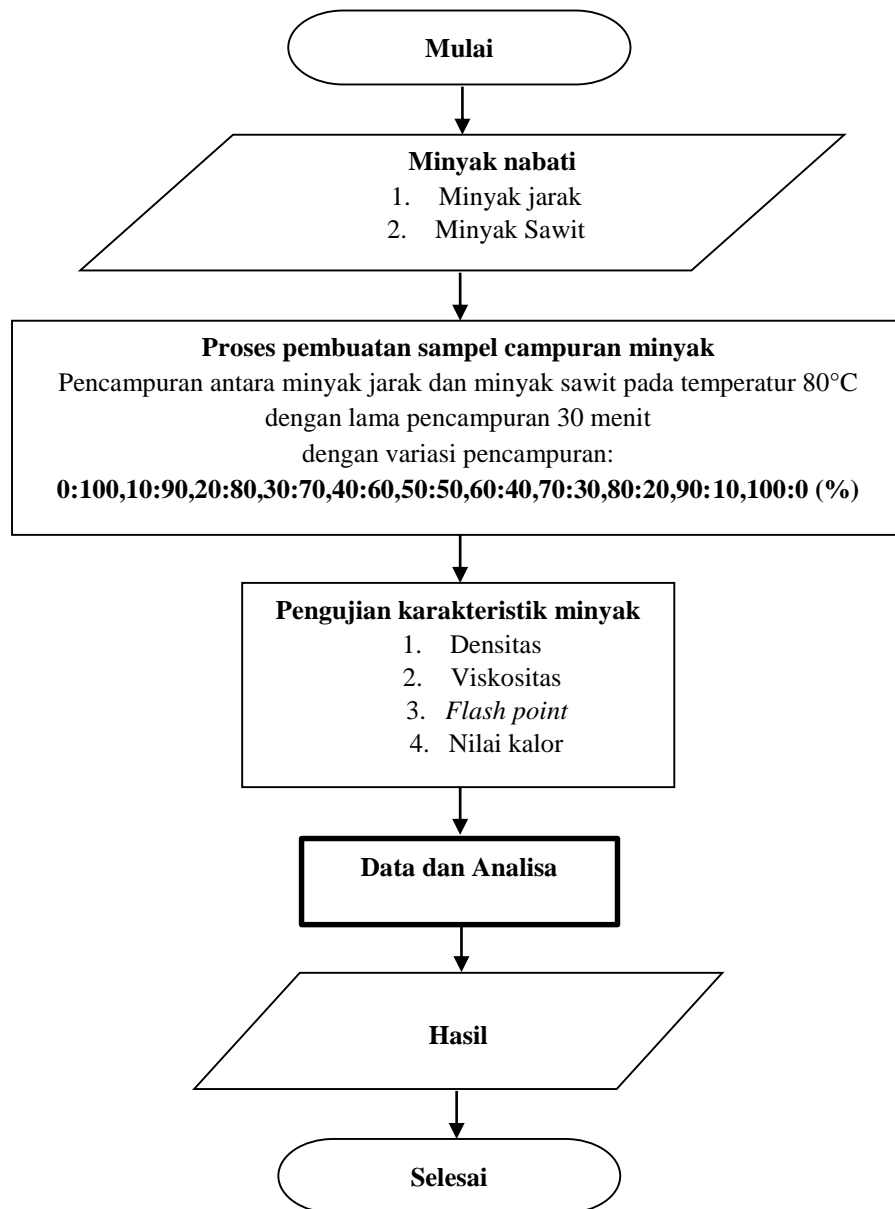 Mulai
Minyak nabati
1. Minyak jarak
2. Minyak Sawit
Proses pembuatan sampel campuran minyak
Pencampuran antara minyak jarak dan minyak sawit pada temperatur 80°C
dengan lama pencampuran 30 menit
dengan variasi pencampuran:
0:100,10:90,20:80,30:70,40:60,50:50,60:40,70:30,80:20,90:10,100:0 (%)
Pengujian karakteristik minyak
1. Densitas
2. Viskositas
3. Flash point
4. Nilai kalor
Data dan Analisa
Hasil
Selesai